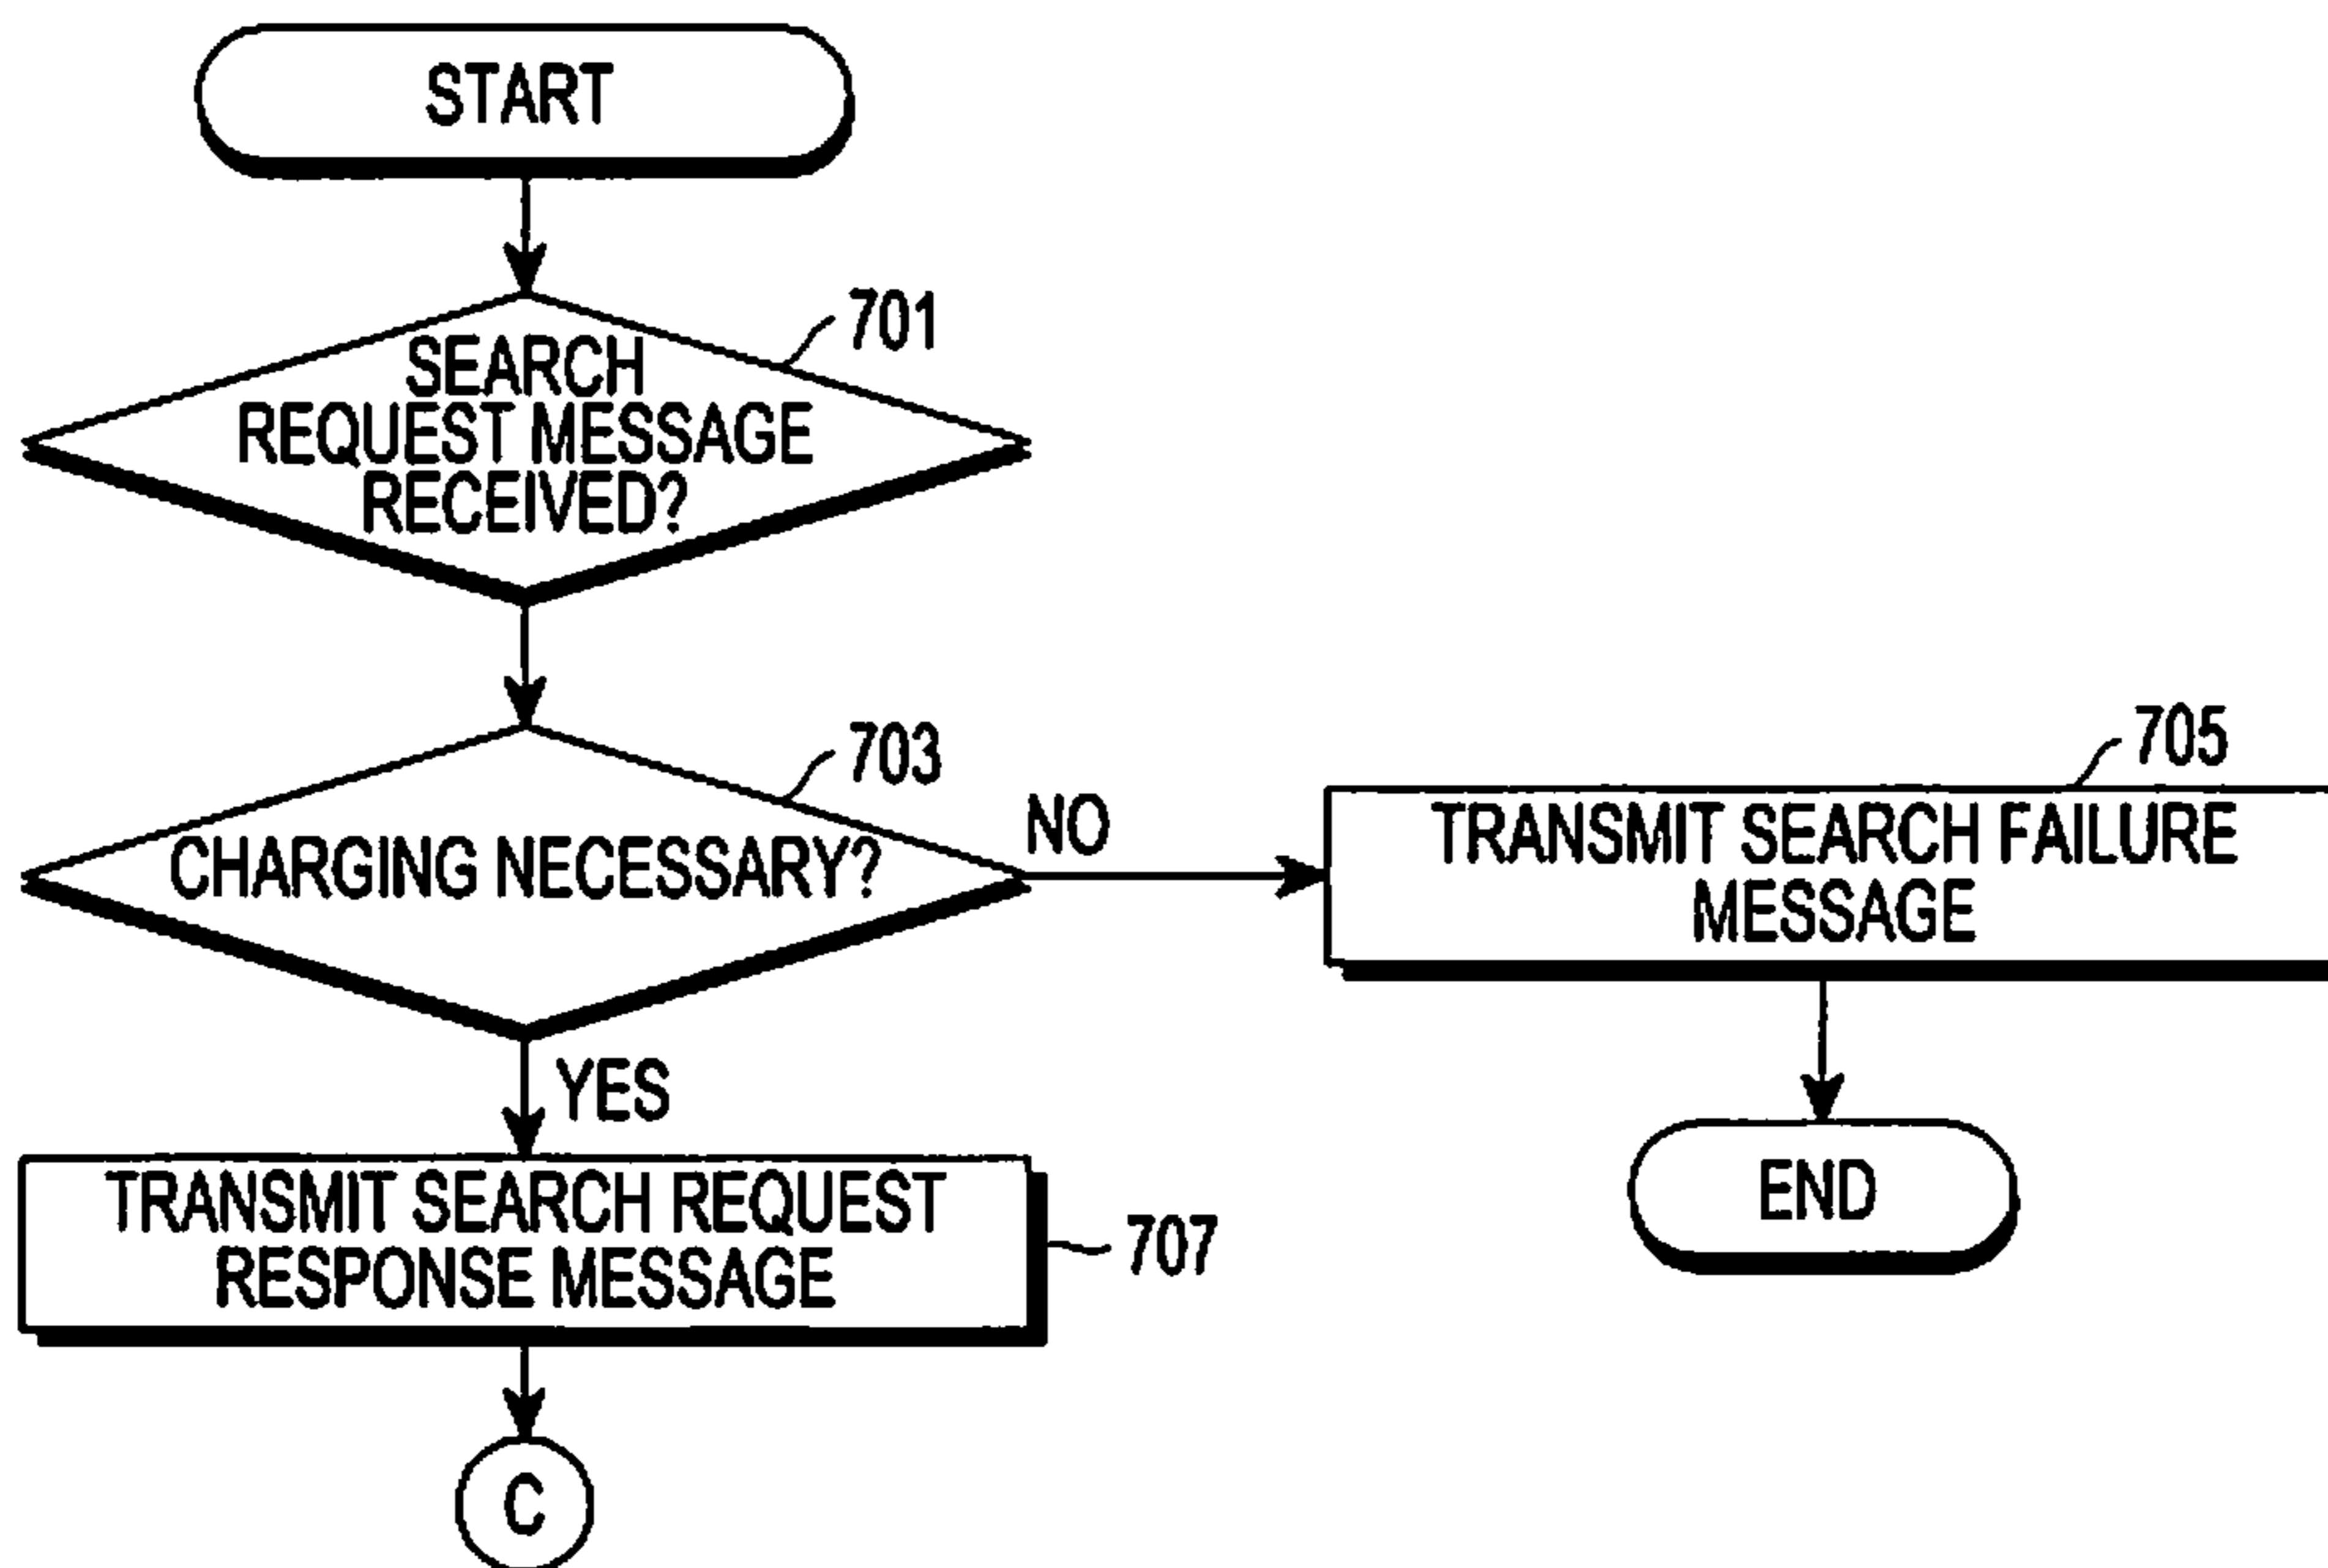 START
701
SEARCH
REQUEST MESSAGE
RECEIVED?
703
CHARGING NECESSARY?
NO
705
TRANSMIT SEARCH FAILURE
MESSAGE
YES
END
TRANSMIT SEARCH REQUEST
RESPONSE MESSAGE
707
C